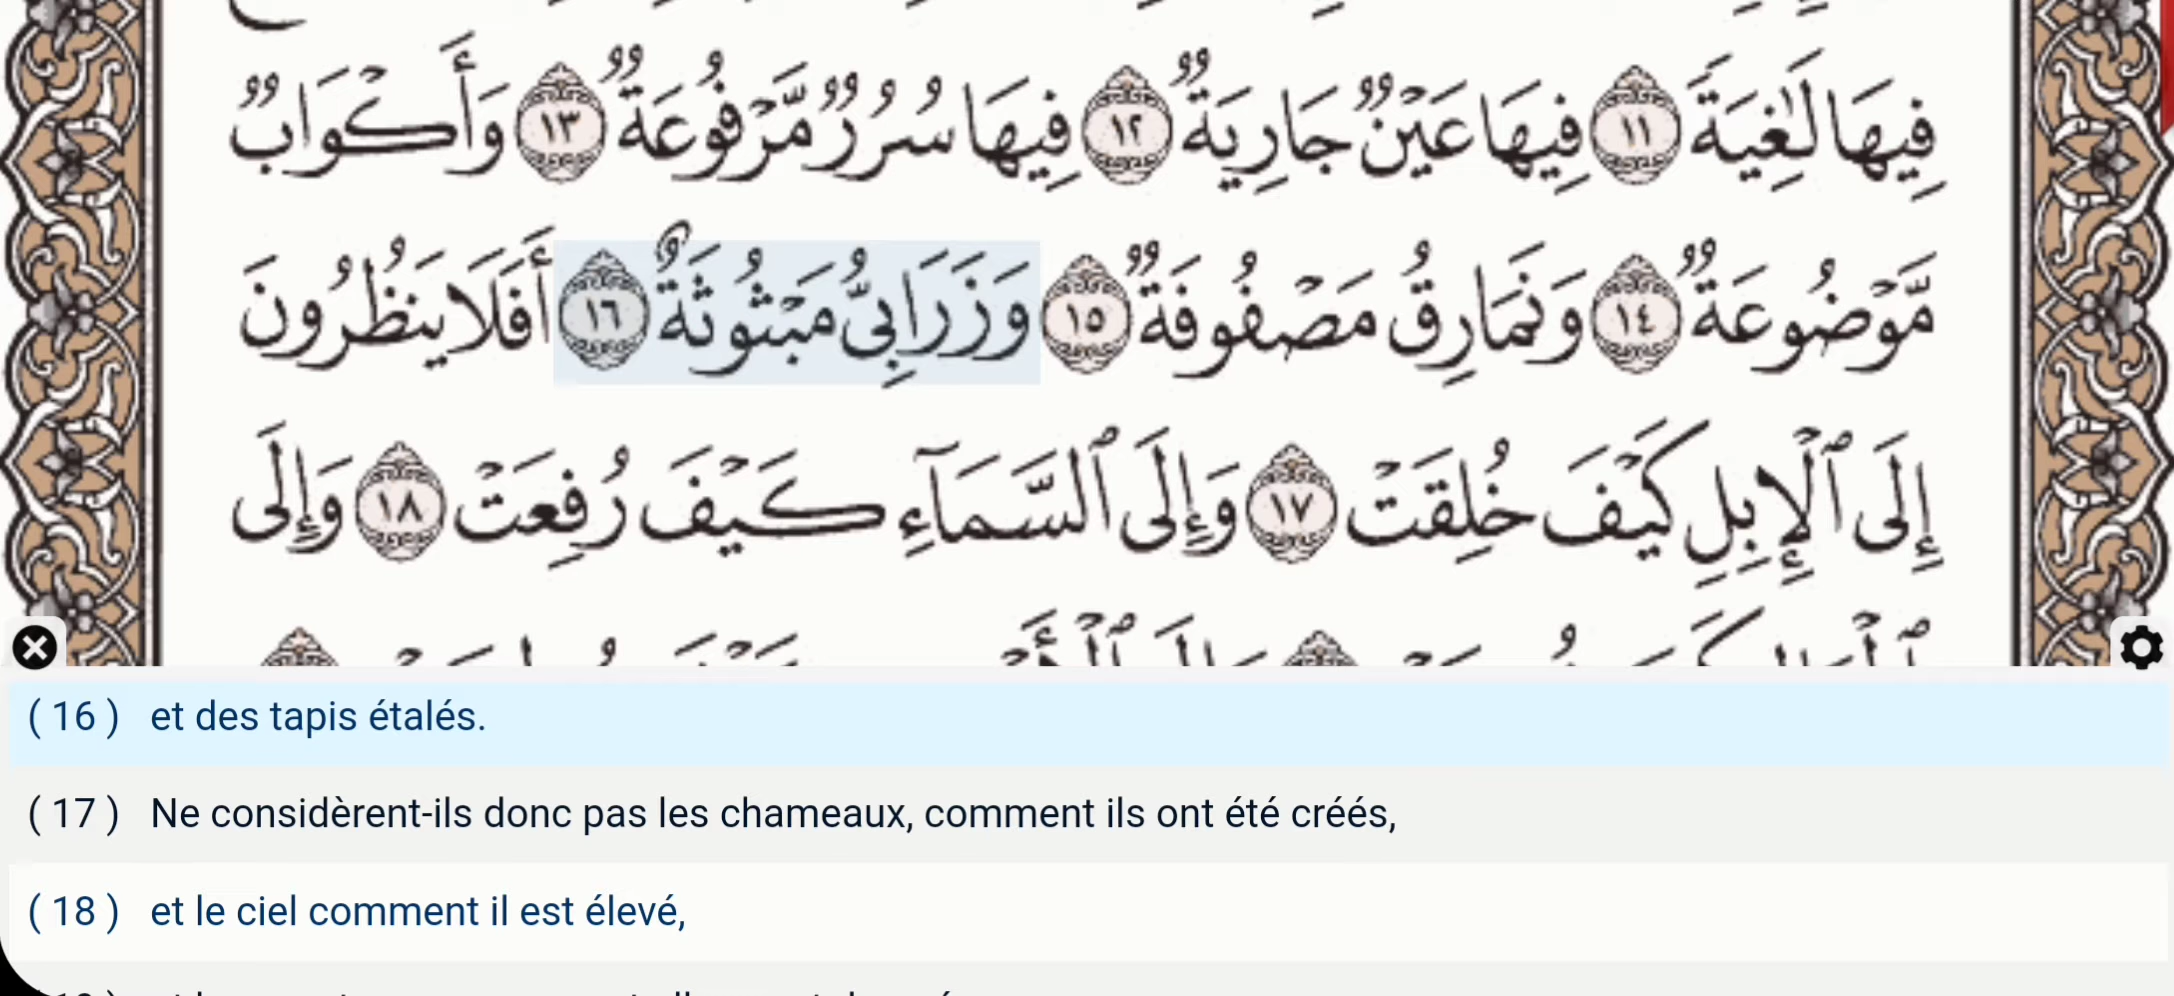 فِيهَا لَٰغِيَةً ١١ فِيهَا عَيْنٌ جَارِيَةٌ ١٢ فِيهَا سُرُرٌ مَّرْفُوعَةٌ ١٣ وَأَكْوَابٌ
مَّوْضُوعَةٌ ١٤ وَنَمَارِقُ مَصْفُوفَةٌ ١٥ وَزَرَابِيُّ مَبْثُوثَةٌ ١٦ أَفَلَا يَنظُرُونَ
إِلَى ٱلْإِبِلِ كَيْفَ خُلِقَتْ ١٧ وَإِلَى ٱلسَّمَآءِ كَيْفَ رُفِعَتْ ١٨ وَإِلَى
( 16 ) et des tapis étalés.
( 17 ) Ne considèrent-ils donc pas les chameaux, comment ils ont été créés,
( 18 ) et le ciel comment il est élevé,